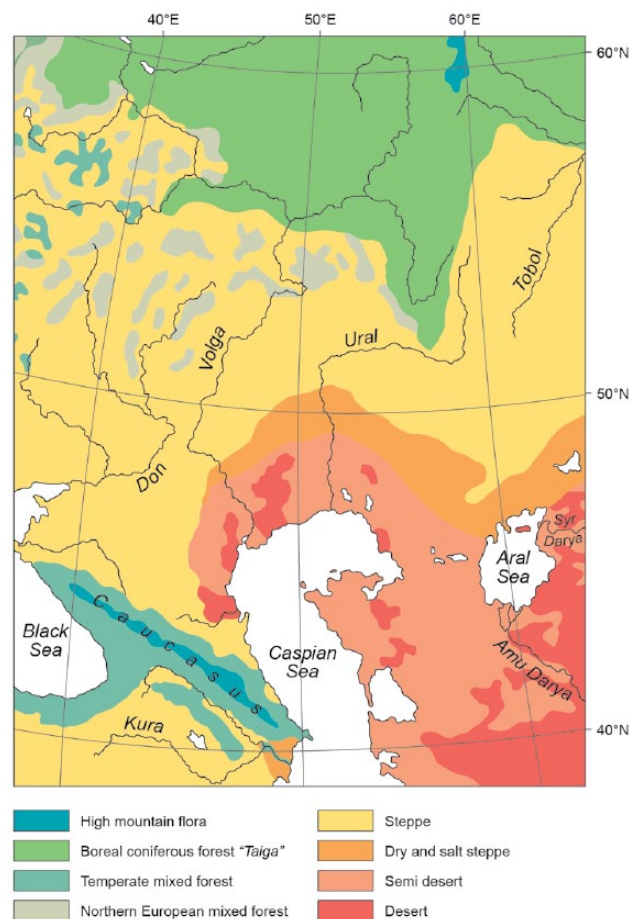 40°E 50°E 60°E
60°N
Tobol
Volga
Ural
50°N
Don
Syr
Darya
Aral
Sea
Caucasus
Black
Sea
Caspian
Sea
Amu Darya
Kura
40°N
High mountain flora
Boreal coniferous forest "Taiga"
Temperate mixed forest
Northern European mixed forest
Steppe
Dry and salt steppe
Semi desert
Desert